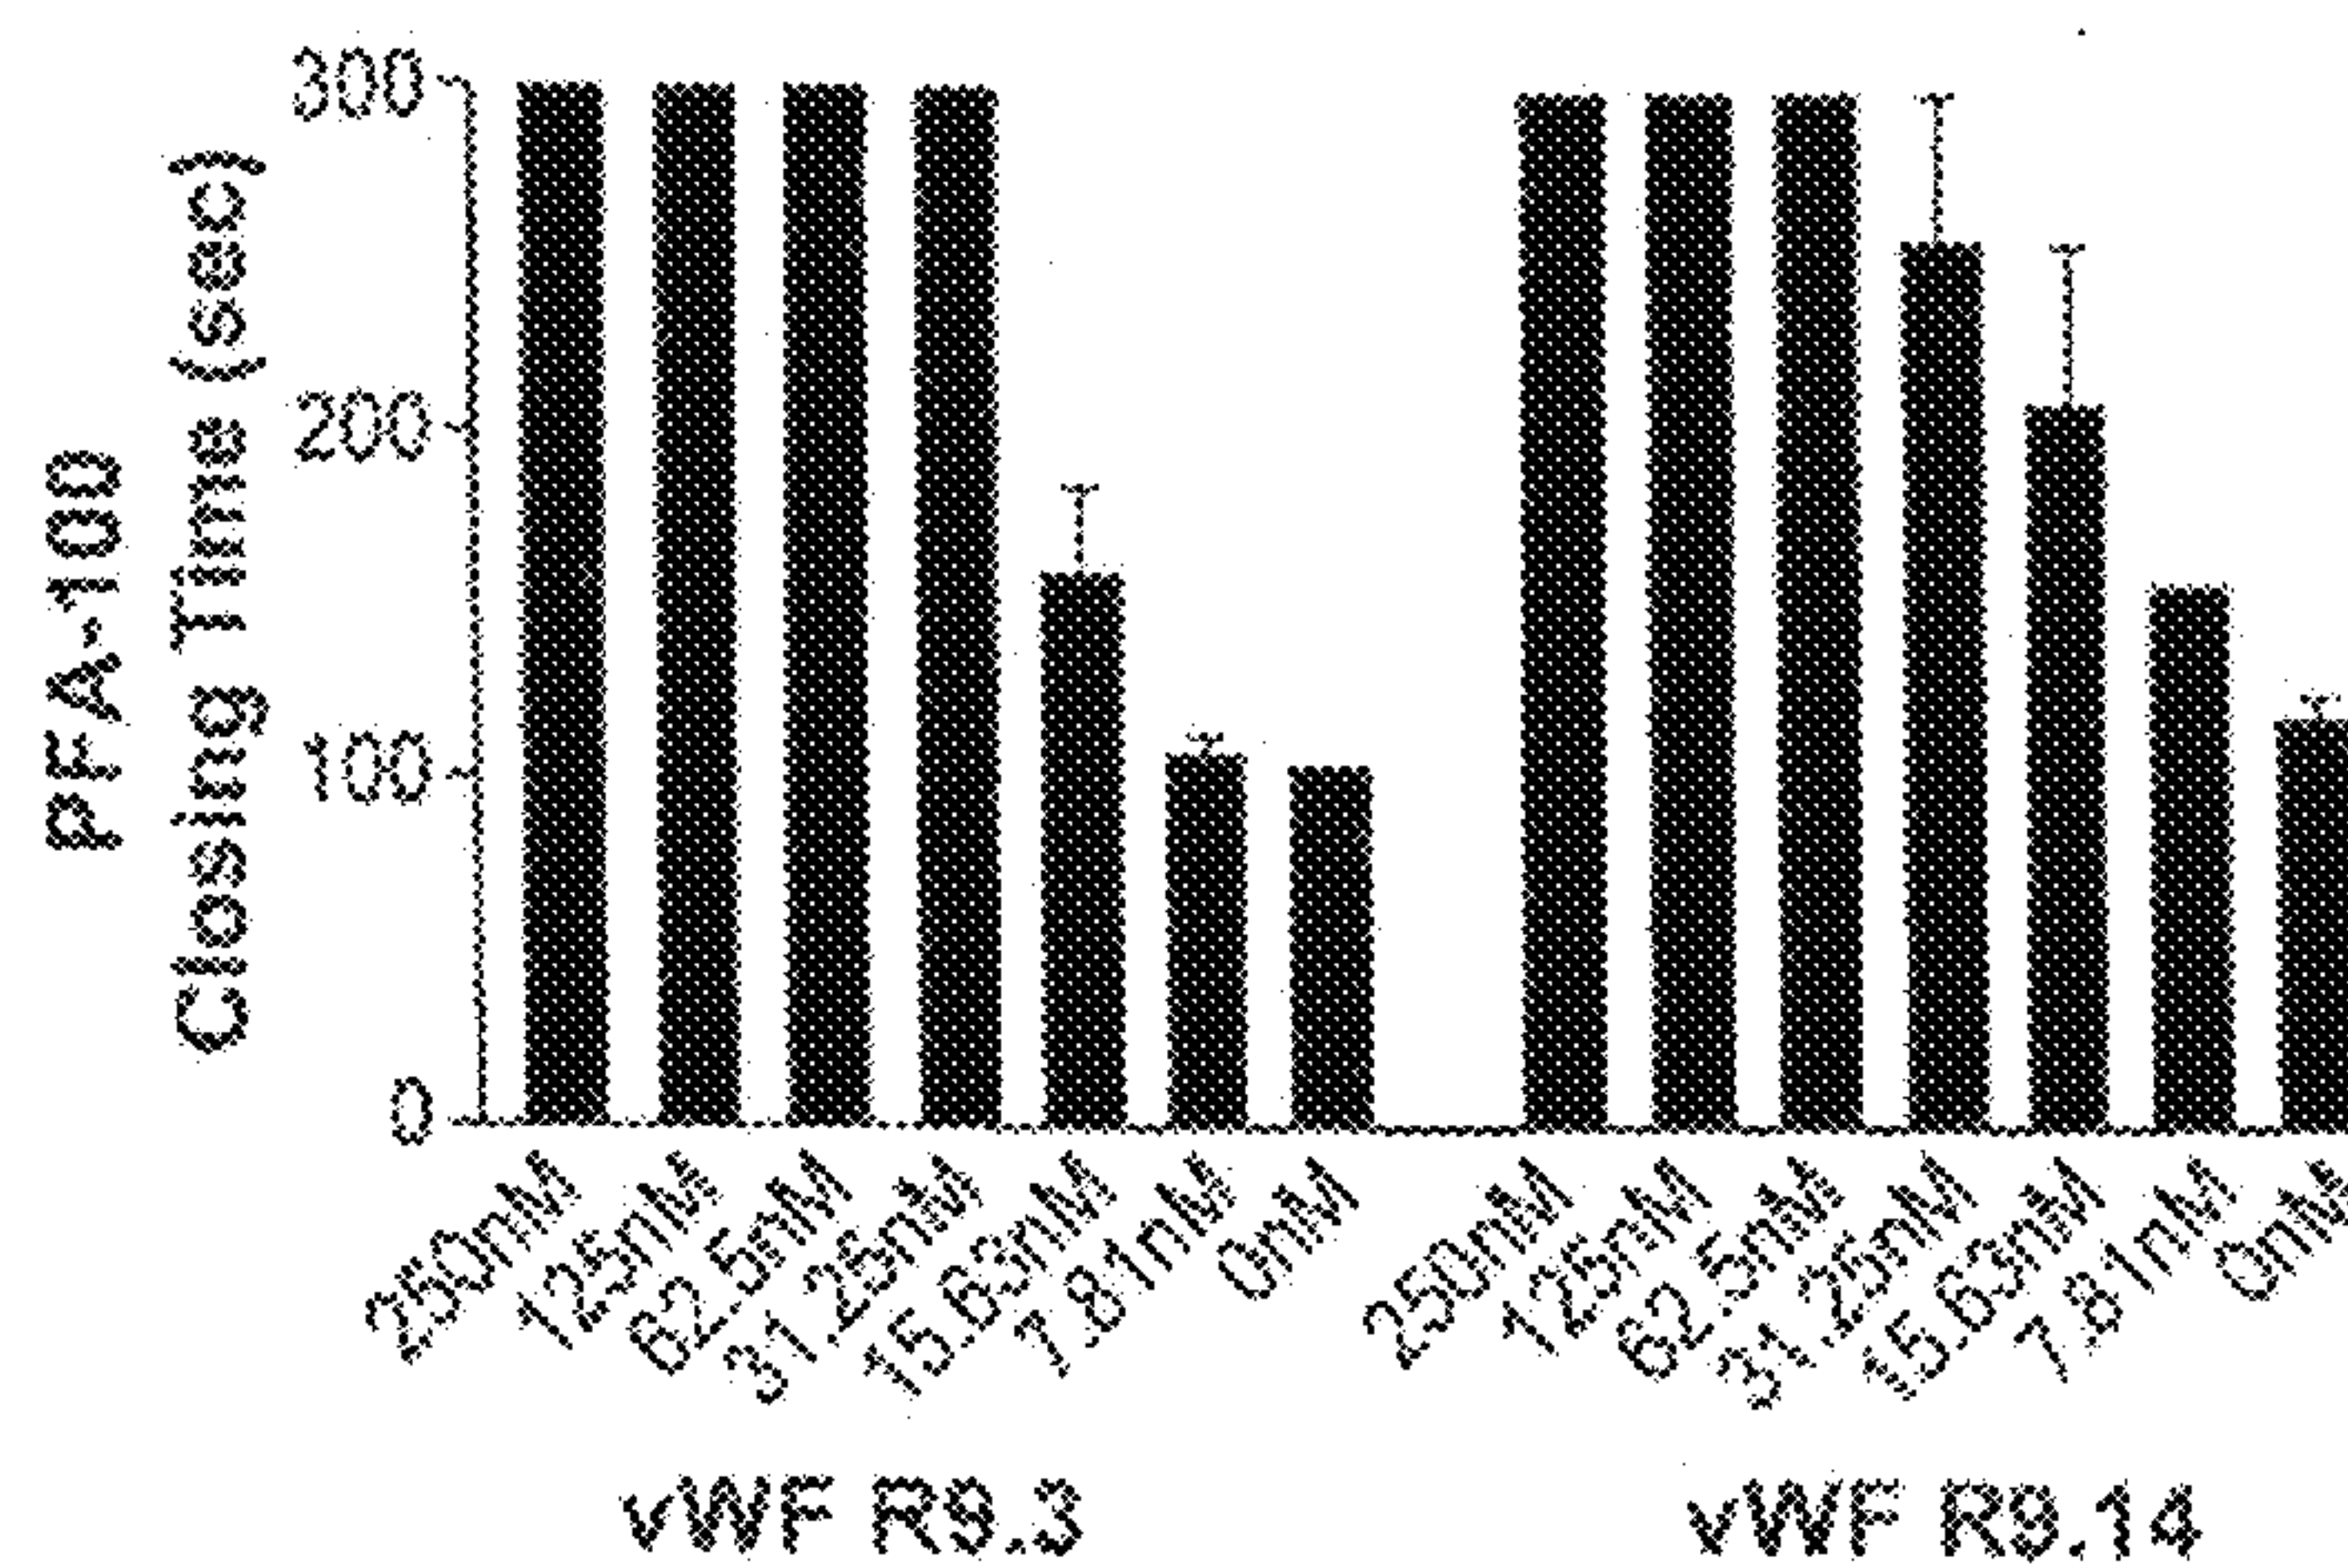 PFA-100
Closing Time (sec)
300
200
100
0
250nM
125nM
62.5nM
31.25nM
15.63nM
7.81nM
0nM
250nM
125nM
62.5nM
31.25nM
15.63nM
7.81nM
0nM
vWF R9.3
vWF R9.14